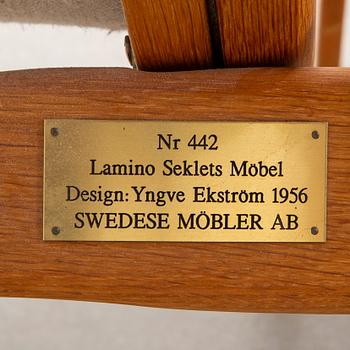 Nr 442
Lamino Seklets Möbel
Design: Yngve Ekström 1956
SWEDESE MÖBLER AB